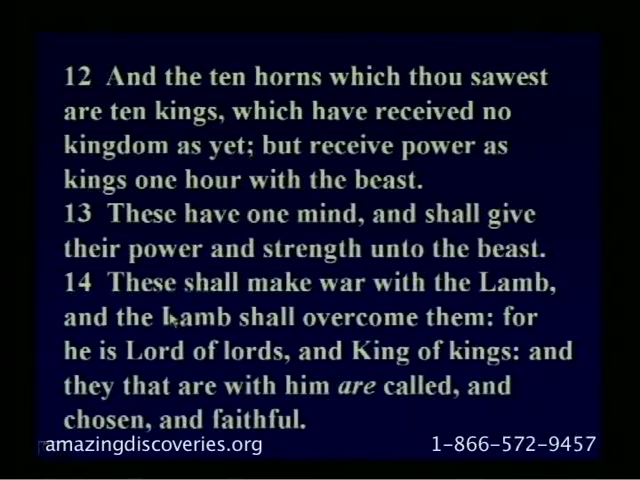 12 And the ten horns which thou sawest
are ten kings, which have received no
kingdom as yet; but receive power as
kings one hour with the beast.
13 These have one mind, and shall give
their power and strength unto the beast.
14 These shall make war with the Lamb,
and the Lamb shall overcome them: for
he is Lord of lords, and King of kings: and
they that are with him are called, and
chosen, and faithful.
amazingdiscoveries.org 1-866-572-9457